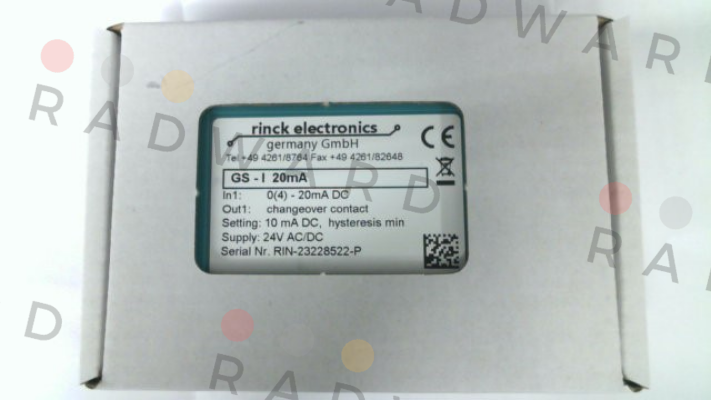 rinck electronics
germany GmbH
Tel +49 4261/8764 Fax +49 4261/82648
GS - I 20mA
In1: 0(4) - 20mA DC
Out1: changeover contact
Setting: 10 mA DC, hysteresis min
Supply: 24V AC/DC
Serial Nr. RIN-23228522-P
CE
RADWARD
RADWARD
RA
D
RADWARD